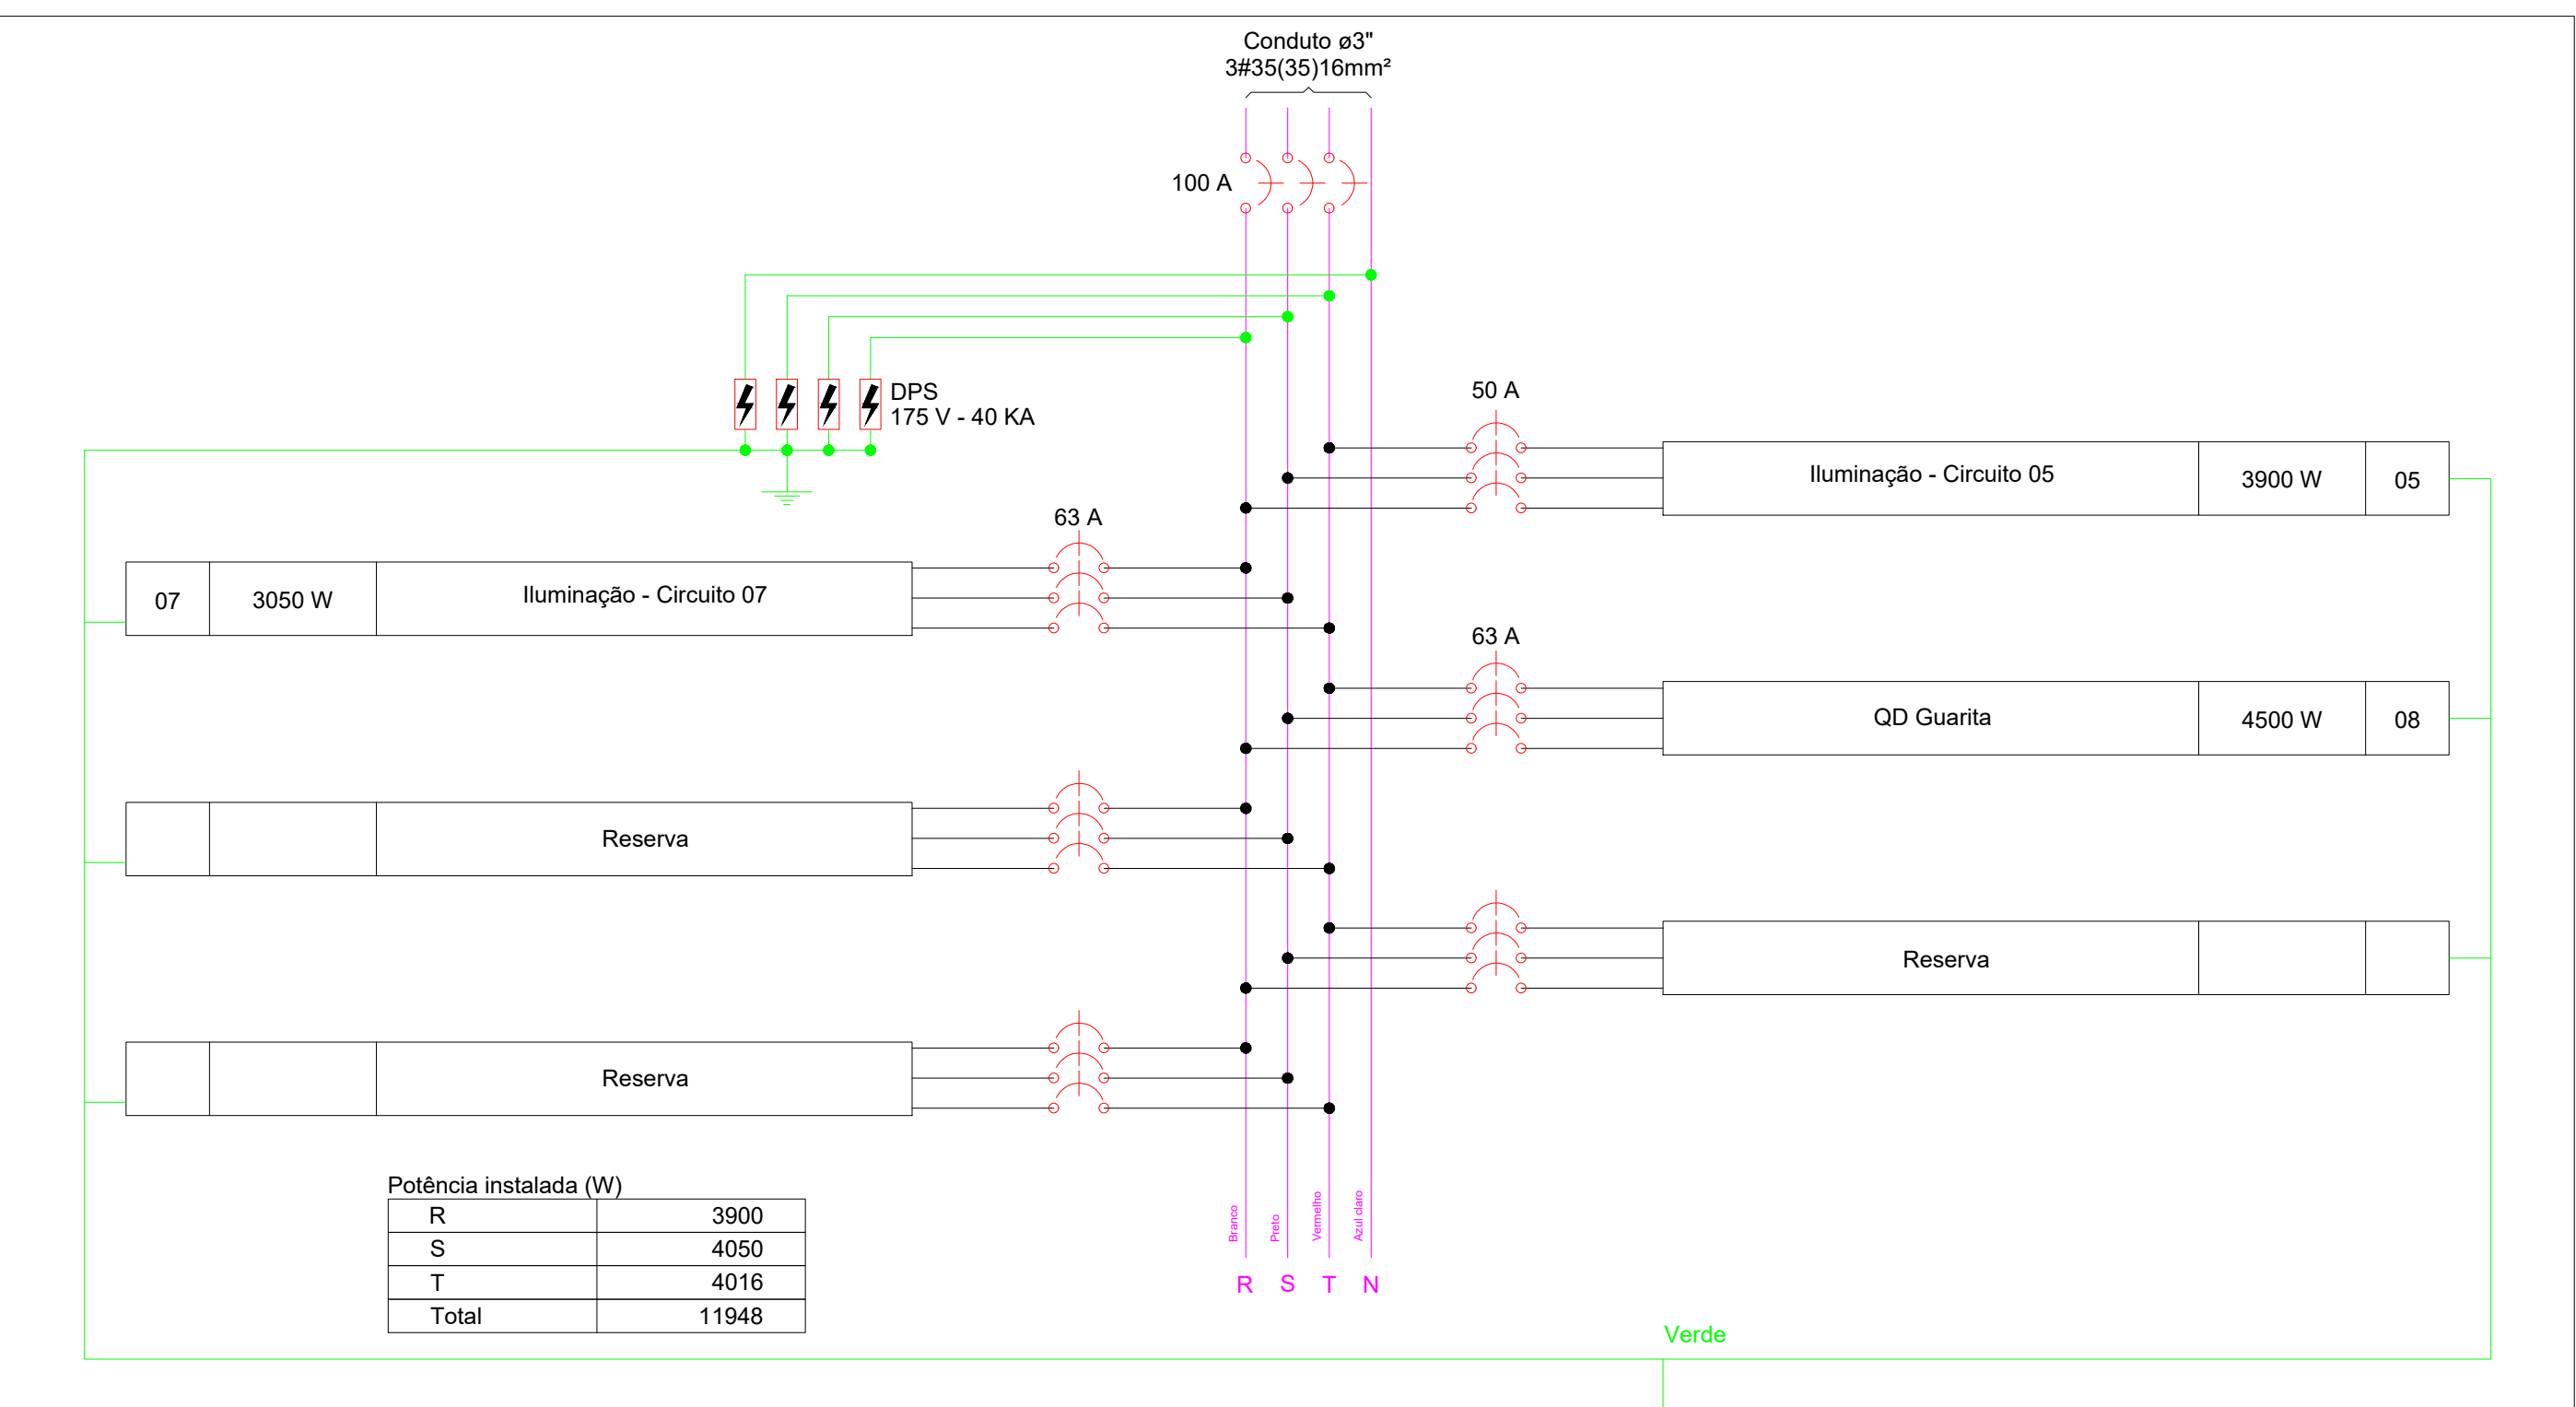 Conduto ø3"
3#35(35)16mm²
100 A
DPS
175 V - 40 KA
50 A
Iluminação - Circuito 05 3900 W 05
63 A
07 3050 W Iluminação - Circuito 07
63 A
QD Guarita 4500 W 08
Reserva
Reserva
Reserva
Potência instalada (W)
R 3900
S 4050
T 4016
Total 11948
Branco
Preto
Vermelho
Azul claro
R S T N
Verde